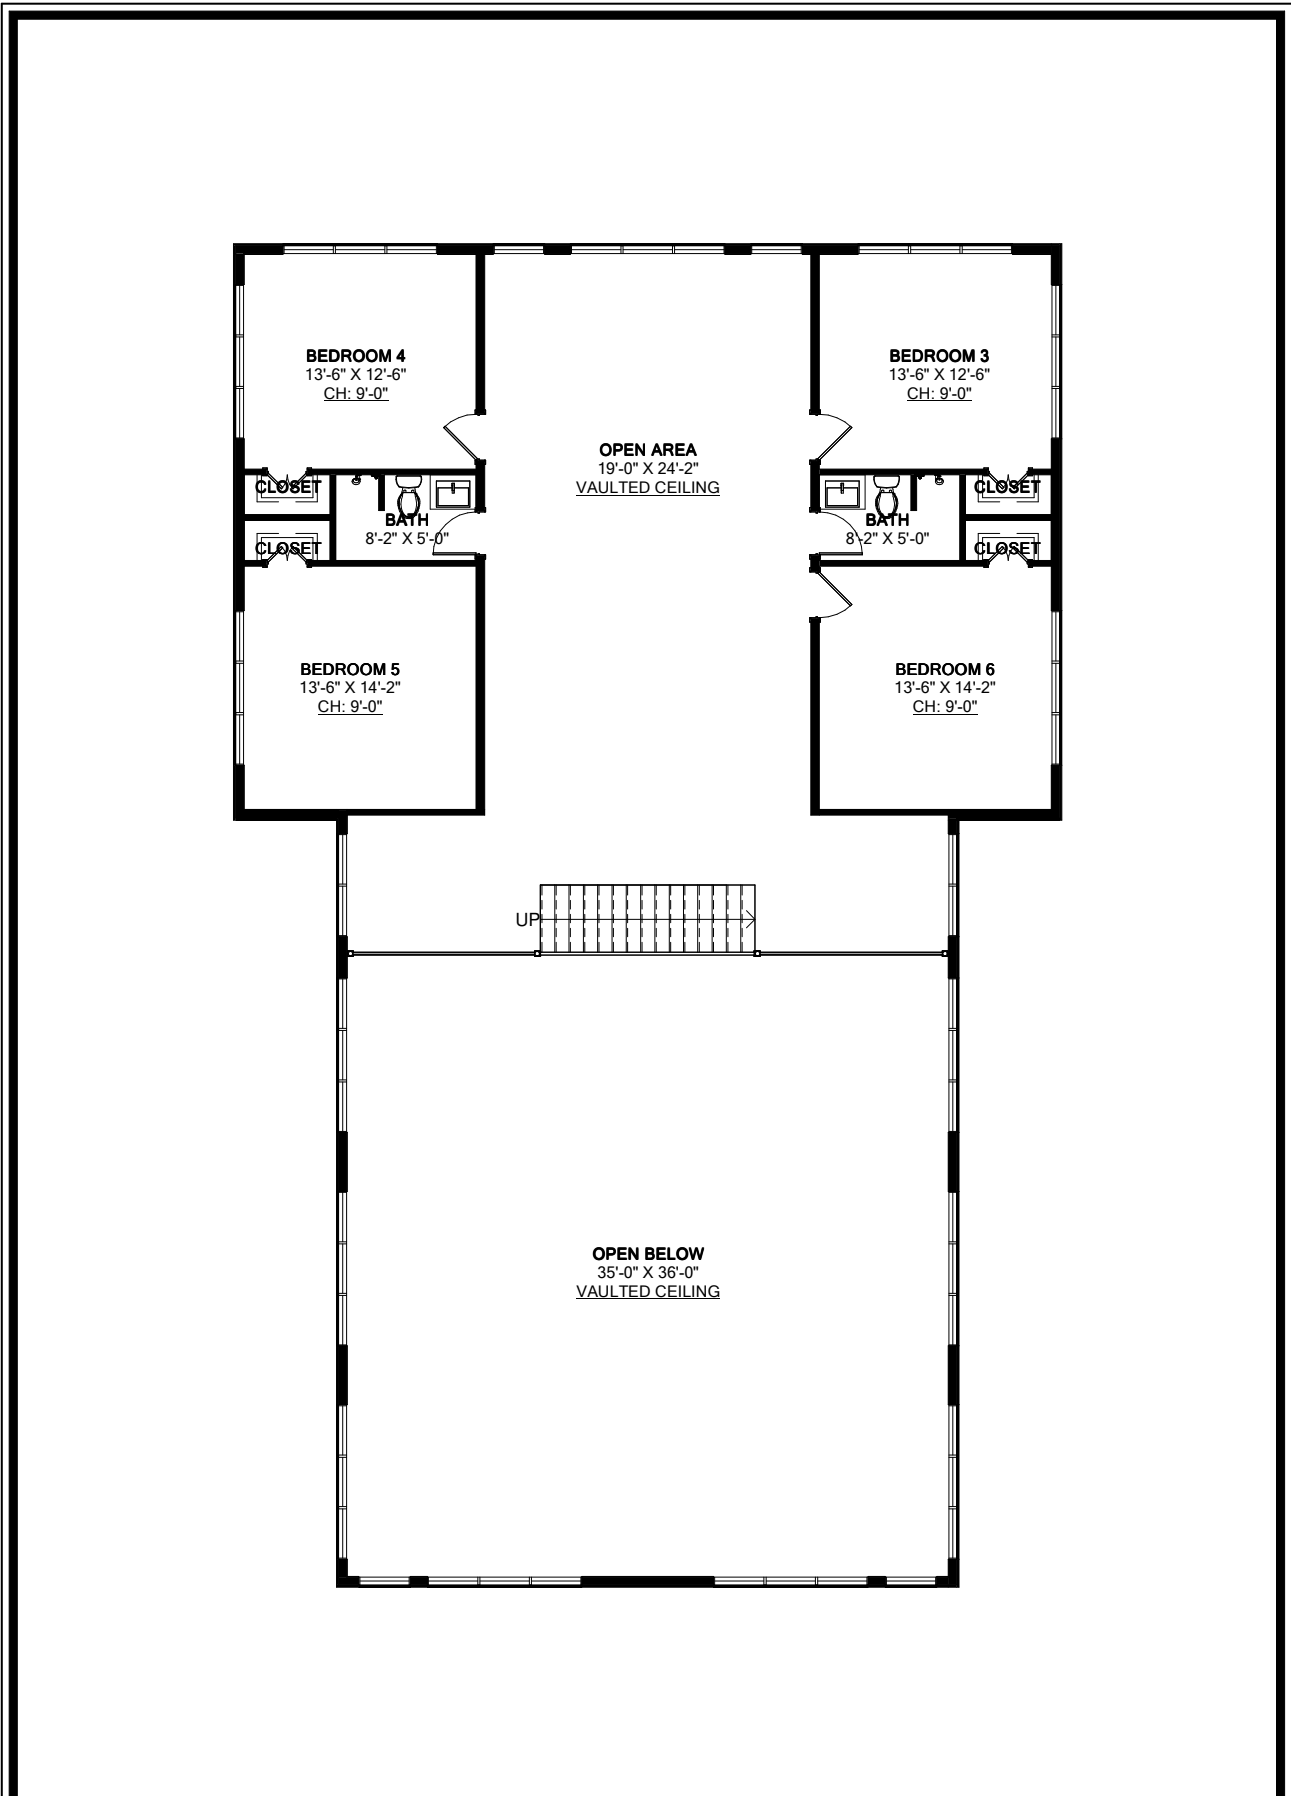 BEDROOM 4
13'-6" X 12'-6"
CH: 9'-0"
BEDROOM 3
13'-6" X 12'-6"
CH: 9'-0"
OPEN AREA
19'-0" X 24'-2"
VAULTED CEILING
CLOSET
CLOSET
BATH
8'-2" X 5'-0"
BATH
8'-2" X 5'-0"
CLOSET
CLOSET
BEDROOM 5
13'-6" X 14'-2"
CH: 9'-0"
BEDROOM 6
13'-6" X 14'-2"
CH: 9'-0"
UP
OPEN BELOW
35'-0" X 36'-0"
VAULTED CEILING